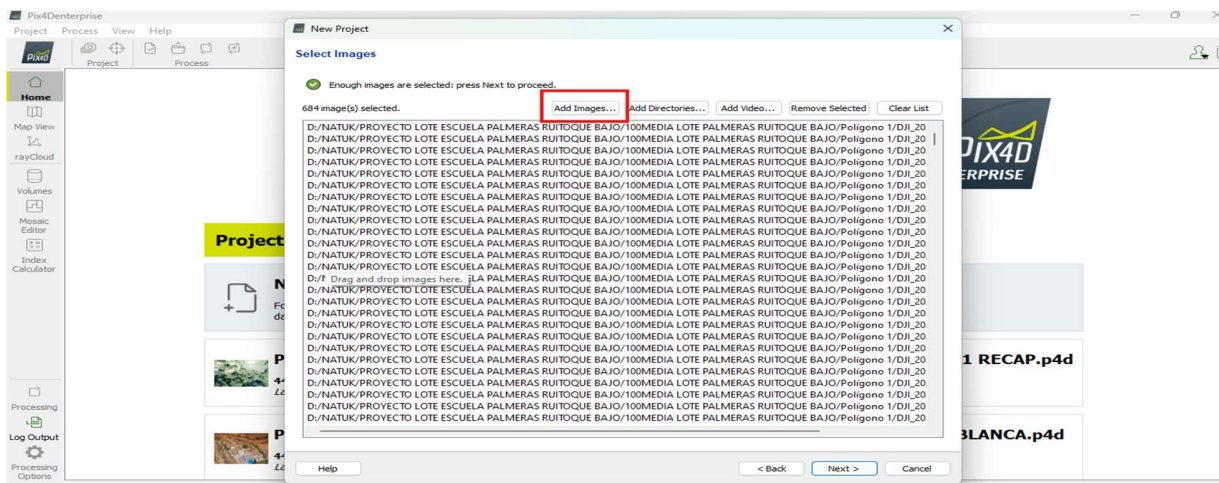 Pix4Denterprise
Project Process View Help
New Project
Pix4D
Project
Process
Select Images
Enough images are selected: press Next to proceed.
684 image(s) selected.
Add Images...
Add Directories...
Add Video...
Remove Selected
Clear List
Home
Map View
rayCloud
Volumes
Mosaic
Editor
Index
Calculator
Processing
Log Output
Processing
Options
D:/NATUK/PROYECTO LOTE ESCUELA PALMERAS RUITOQUE BAJO/100MEDIA LOTE PALMERAS RUITOQUE BAJO/Polígono 1/DJI_20
D:/NATUK/PROYECTO LOTE ESCUELA PALMERAS RUITOQUE BAJO/100MEDIA LOTE PALMERAS RUITOQUE BAJO/Polígono 1/DJI_20
D:/NATUK/PROYECTO LOTE ESCUELA PALMERAS RUITOQUE BAJO/100MEDIA LOTE PALMERAS RUITOQUE BAJO/Polígono 1/DJI_20
D:/NATUK/PROYECTO LOTE ESCUELA PALMERAS RUITOQUE BAJO/100MEDIA LOTE PALMERAS RUITOQUE BAJO/Polígono 1/DJI_20
D:/NATUK/PROYECTO LOTE ESCUELA PALMERAS RUITOQUE BAJO/100MEDIA LOTE PALMERAS RUITOQUE BAJO/Polígono 1/DJI_20
D:/NATUK/PROYECTO LOTE ESCUELA PALMERAS RUITOQUE BAJO/100MEDIA LOTE PALMERAS RUITOQUE BAJO/Polígono 1/DJI_20
D:/NATUK/PROYECTO LOTE ESCUELA PALMERAS RUITOQUE BAJO/100MEDIA LOTE PALMERAS RUITOQUE BAJO/Polígono 1/DJI_20
D:/NATUK/PROYECTO LOTE ESCUELA PALMERAS RUITOQUE BAJO/100MEDIA LOTE PALMERAS RUITOQUE BAJO/Polígono 1/DJI_20
D:/NATUK/PROYECTO LOTE ESCUELA PALMERAS RUITOQUE BAJO/100MEDIA LOTE PALMERAS RUITOQUE BAJO/Polígono 1/DJI_20
D:/NATUK/PROYECTO LOTE ESCUELA PALMERAS RUITOQUE BAJO/100MEDIA LOTE PALMERAS RUITOQUE BAJO/Polígono 1/DJI_20
D:/NATUK/PROYECTO LOTE ESCUELA PALMERAS RUITOQUE BAJO/100MEDIA LOTE PALMERAS RUITOQUE BAJO/Polígono 1/DJI_20
D:/NATUK/PROYECTO LOTE ESCUELA PALMERAS RUITOQUE BAJO/100MEDIA LOTE PALMERAS RUITOQUE BAJO/Polígono 1/DJI_20
D:/NATUK/PROYECTO LOTE ESCUELA PALMERAS RUITOQUE BAJO/100MEDIA LOTE PALMERAS RUITOQUE BAJO/Polígono 1/DJI_20
Drag and drop images here. LA PALMERAS RUITOQUE BAJO/100MEDIA LOTE PALMERAS RUITOQUE BAJO/Polígono 1/DJI_20
D:/NATUK/PROYECTO LOTE ESCUELA PALMERAS RUITOQUE BAJO/100MEDIA LOTE PALMERAS RUITOQUE BAJO/Polígono 1/DJI_20
D:/NATUK/PROYECTO LOTE ESCUELA PALMERAS RUITOQUE BAJO/100MEDIA LOTE PALMERAS RUITOQUE BAJO/Polígono 1/DJI_20
D:/NATUK/PROYECTO LOTE ESCUELA PALMERAS RUITOQUE BAJO/100MEDIA LOTE PALMERAS RUITOQUE BAJO/Polígono 1/DJI_20
D:/NATUK/PROYECTO LOTE ESCUELA PALMERAS RUITOQUE BAJO/100MEDIA LOTE PALMERAS RUITOQUE BAJO/Polígono 1/DJI_20
D:/NATUK/PROYECTO LOTE ESCUELA PALMERAS RUITOQUE BAJO/100MEDIA LOTE PALMERAS RUITOQUE BAJO/Polígono 1/DJI_20
D:/NATUK/PROYECTO LOTE ESCUELA PALMERAS RUITOQUE BAJO/100MEDIA LOTE PALMERAS RUITOQUE BAJO/Polígono 1/DJI_20
D:/NATUK/PROYECTO LOTE ESCUELA PALMERAS RUITOQUE BAJO/100MEDIA LOTE PALMERAS RUITOQUE BAJO/Polígono 1/DJI_20
D:/NATUK/PROYECTO LOTE ESCUELA PALMERAS RUITOQUE BAJO/100MEDIA LOTE PALMERAS RUITOQUE BAJO/Polígono 1/DJI_20
D:/NATUK/PROYECTO LOTE ESCUELA PALMERAS RUITOQUE BAJO/100MEDIA LOTE PALMERAS RUITOQUE BAJO/Polígono 1/DJI_20
D:/NATUK/PROYECTO LOTE ESCUELA PALMERAS RUITOQUE BAJO/100MEDIA LOTE PALMERAS RUITOQUE BAJO/Polígono 1/DJI_20
D:/NATUK/PROYECTO LOTE ESCUELA PALMERAS RUITOQUE BAJO/100MEDIA LOTE PALMERAS RUITOQUE BAJO/Polígono 1/DJI_20
D:/NATUK/PROYECTO LOTE ESCUELA PALMERAS RUITOQUE BAJO/100MEDIA LOTE PALMERAS RUITOQUE BAJO/Polígono 1/DJI_20
Help
< Back
Next >
Cancel
PIX4D
ERPRISE
Project
1 RECAP.p4d
BLANCA.p4d